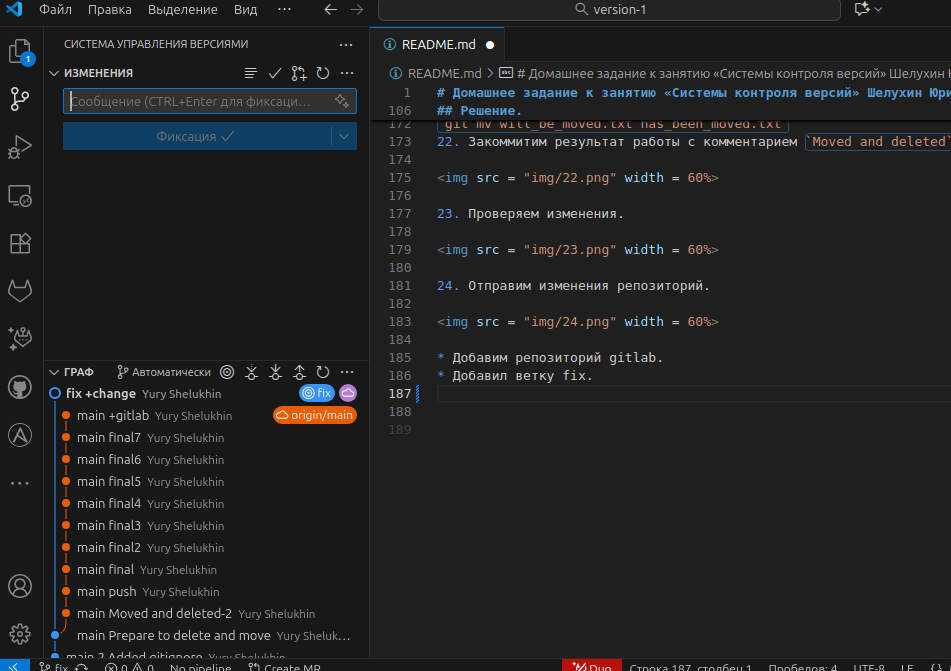 Файл Правка Выделение Вид ··· version-1
СИСТЕМА УПРАВЛЕНИЯ ВЕРСИЯМИ ···
1
ИЗМЕНЕНИЯ ···
Сообщение (CTRL+Enter для фиксаци...
Фиксация
ГРАФ Автоматически ···
fix +change Yury Shelukhin fix
main +gitlab Yury Shelukhin origin/main
main final7 Yury Shelukhin
main final6 Yury Shelukhin
main final5 Yury Shelukhin
main final4 Yury Shelukhin
main final3 Yury Shelukhin
main final2 Yury Shelukhin
main final Yury Shelukhin
main push Yury Shelukhin
main Moved and deleted-2 Yury Shelukhin
main Prepare to delete and move Yury Sheluk...
main 2 Added gitignore Yury Shelukhin
README.md ●
README.md > # Домашнее задание к занятию «Системы контроля версий» Шелухин
1 # Домашнее задание к занятию «Системы контроля версий» Шелухин Юри
106 ## Решение.
172 git mv will_be_moved.txt has_been_moved.txt
173 22. Закоммитим результат работы с комментарием `Moved and deleted`
174
175 <img src = "img/22.png" width = 60%>
176
177 23. Проверяем изменения.
178
179 <img src = "img/23.png" width = 60%>
180
181 24. Отправим изменения репозиторий.
182
183 <img src = "img/24.png" width = 60%>
184
185 * Добавим репозиторий gitlab.
186 * Добавил ветку fix.
187
188
189
fix 0 0 No pipeline Create MR Duo Строка 187, столбец 1 Пробелов: 4 UTF-8 LF {}